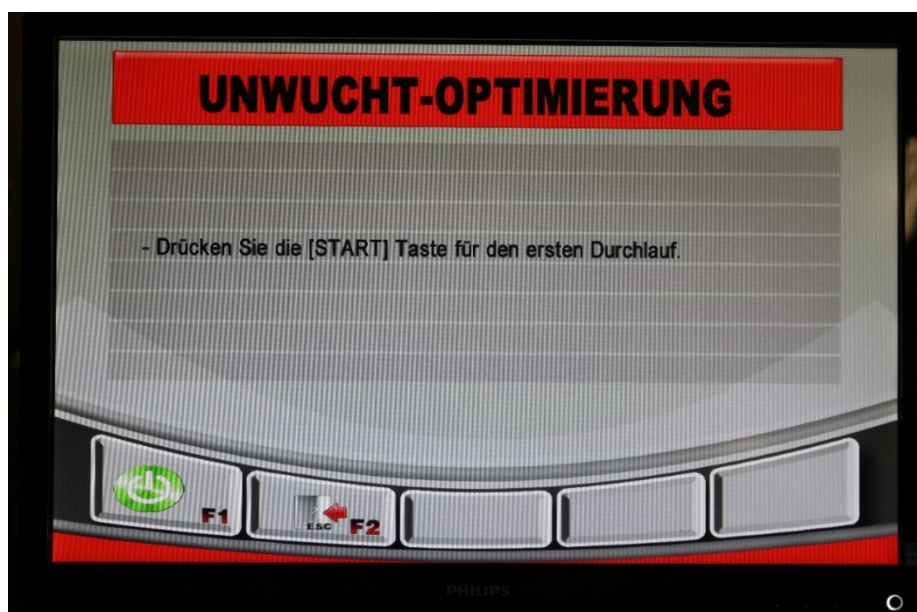 UNWUCHT-OPTIMIERUNG
- Drücken Sie die [START] Taste für den ersten Durchlauf.
F1
ESC F2
PHILIPS